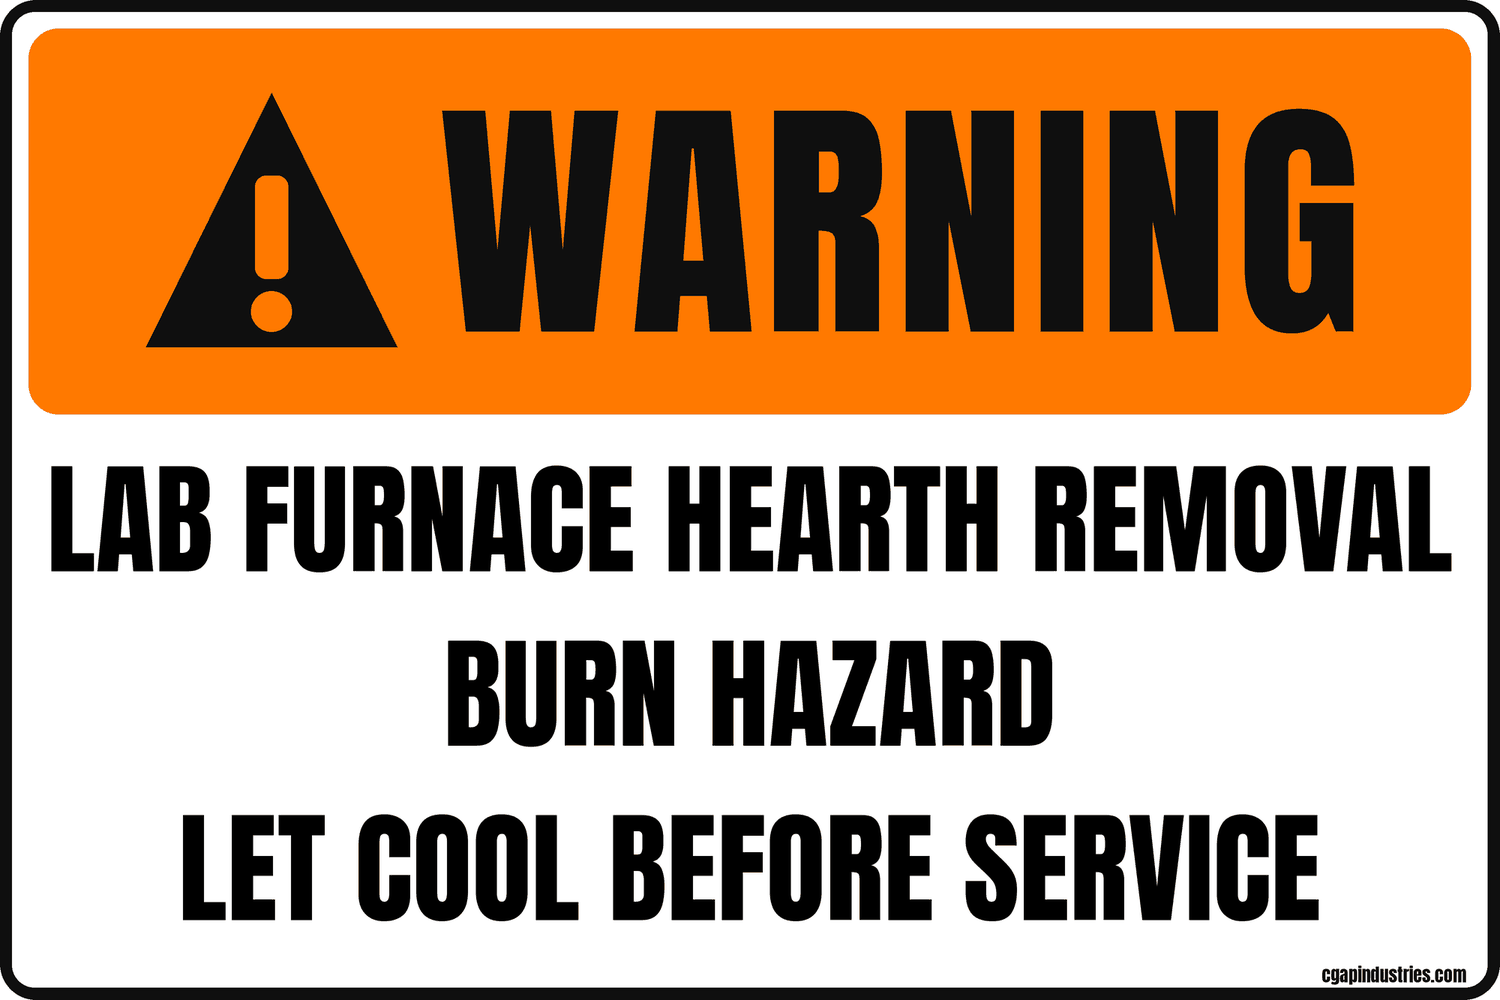 WARNING
LAB FURNACE HEARTH REMOVAL
BURN HAZARD
LET COOL BEFORE SERVICE
cgapindustries.com